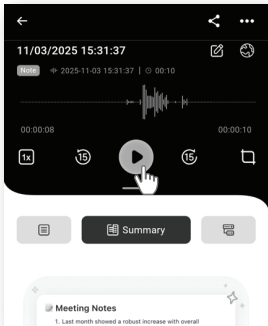 11/03/2025 15:31:37
Note 2025-11-03 15:31:37 | 00:10
00:00:08 00:00:10
1x 15 15
Summary
Meeting Notes
1. Last month showed a robust increase with overall